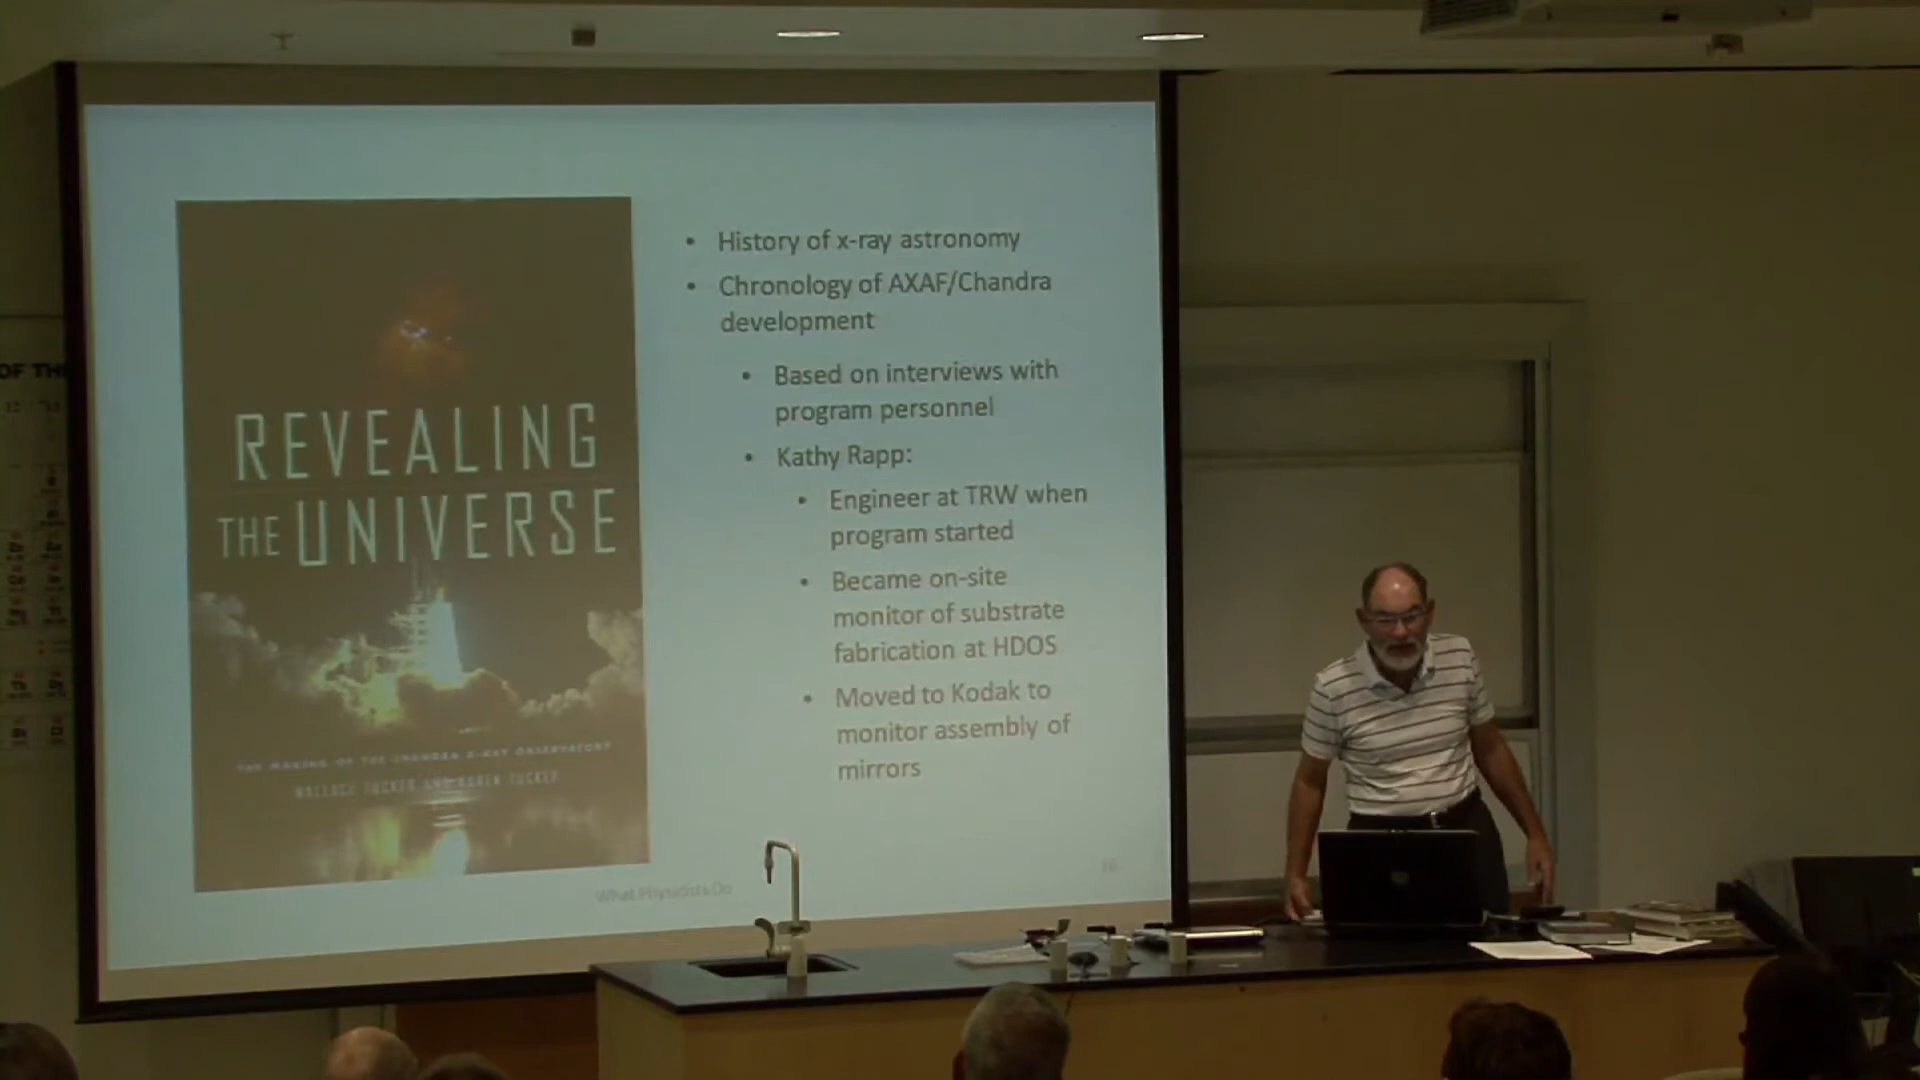 OF TH
REVEALING
THE UNIVERSE
THE MAKING OF THE CHANDRA X-RAY OBSERVATORY
WALLACE TUCKER AND KAREN TUCKER
• History of x-ray astronomy
• Chronology of AXAF/Chandra
development
• Based on interviews with
program personnel
• Kathy Rapp:
• Engineer at TRW when
program started
• Became on-site
monitor of substrate
fabrication at HDOS
• Moved to Kodak to
monitor assembly of
mirrors
What Physicists Do
16